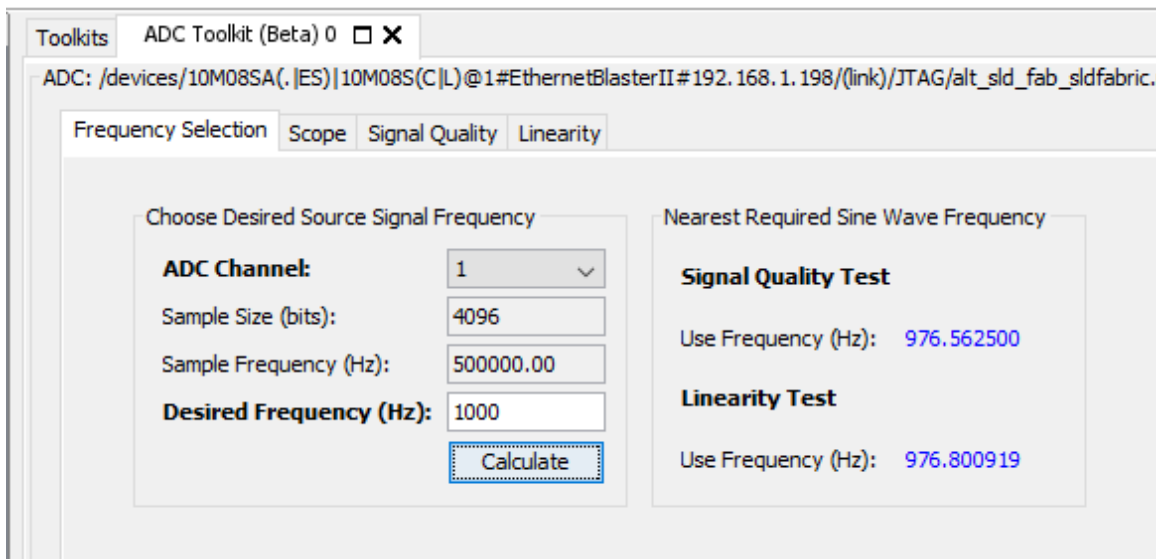 Toolkits ADC Toolkit (Beta) 0
ADC: /devices/10M08SA(.|ES)|10M08S(C|L)@1#EthernetBlasterII#192.168.1.198/(link)/JTAG/alt_sld_fab_sldfabric.
Frequency Selection Scope Signal Quality Linearity
Choose Desired Source Signal Frequency
ADC Channel: 1
Sample Size (bits): 4096
Sample Frequency (Hz): 500000.00
Desired Frequency (Hz): 1000
Calculate
Nearest Required Sine Wave Frequency
Signal Quality Test
Use Frequency (Hz): 976.562500
Linearity Test
Use Frequency (Hz): 976.800919